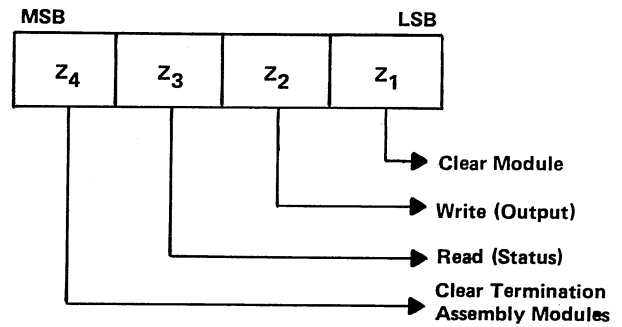 MSB LSB
Z4 Z3 Z2 Z1
Clear Module
Write (Output)
Read (Status)
Clear Termination
Assembly Modules